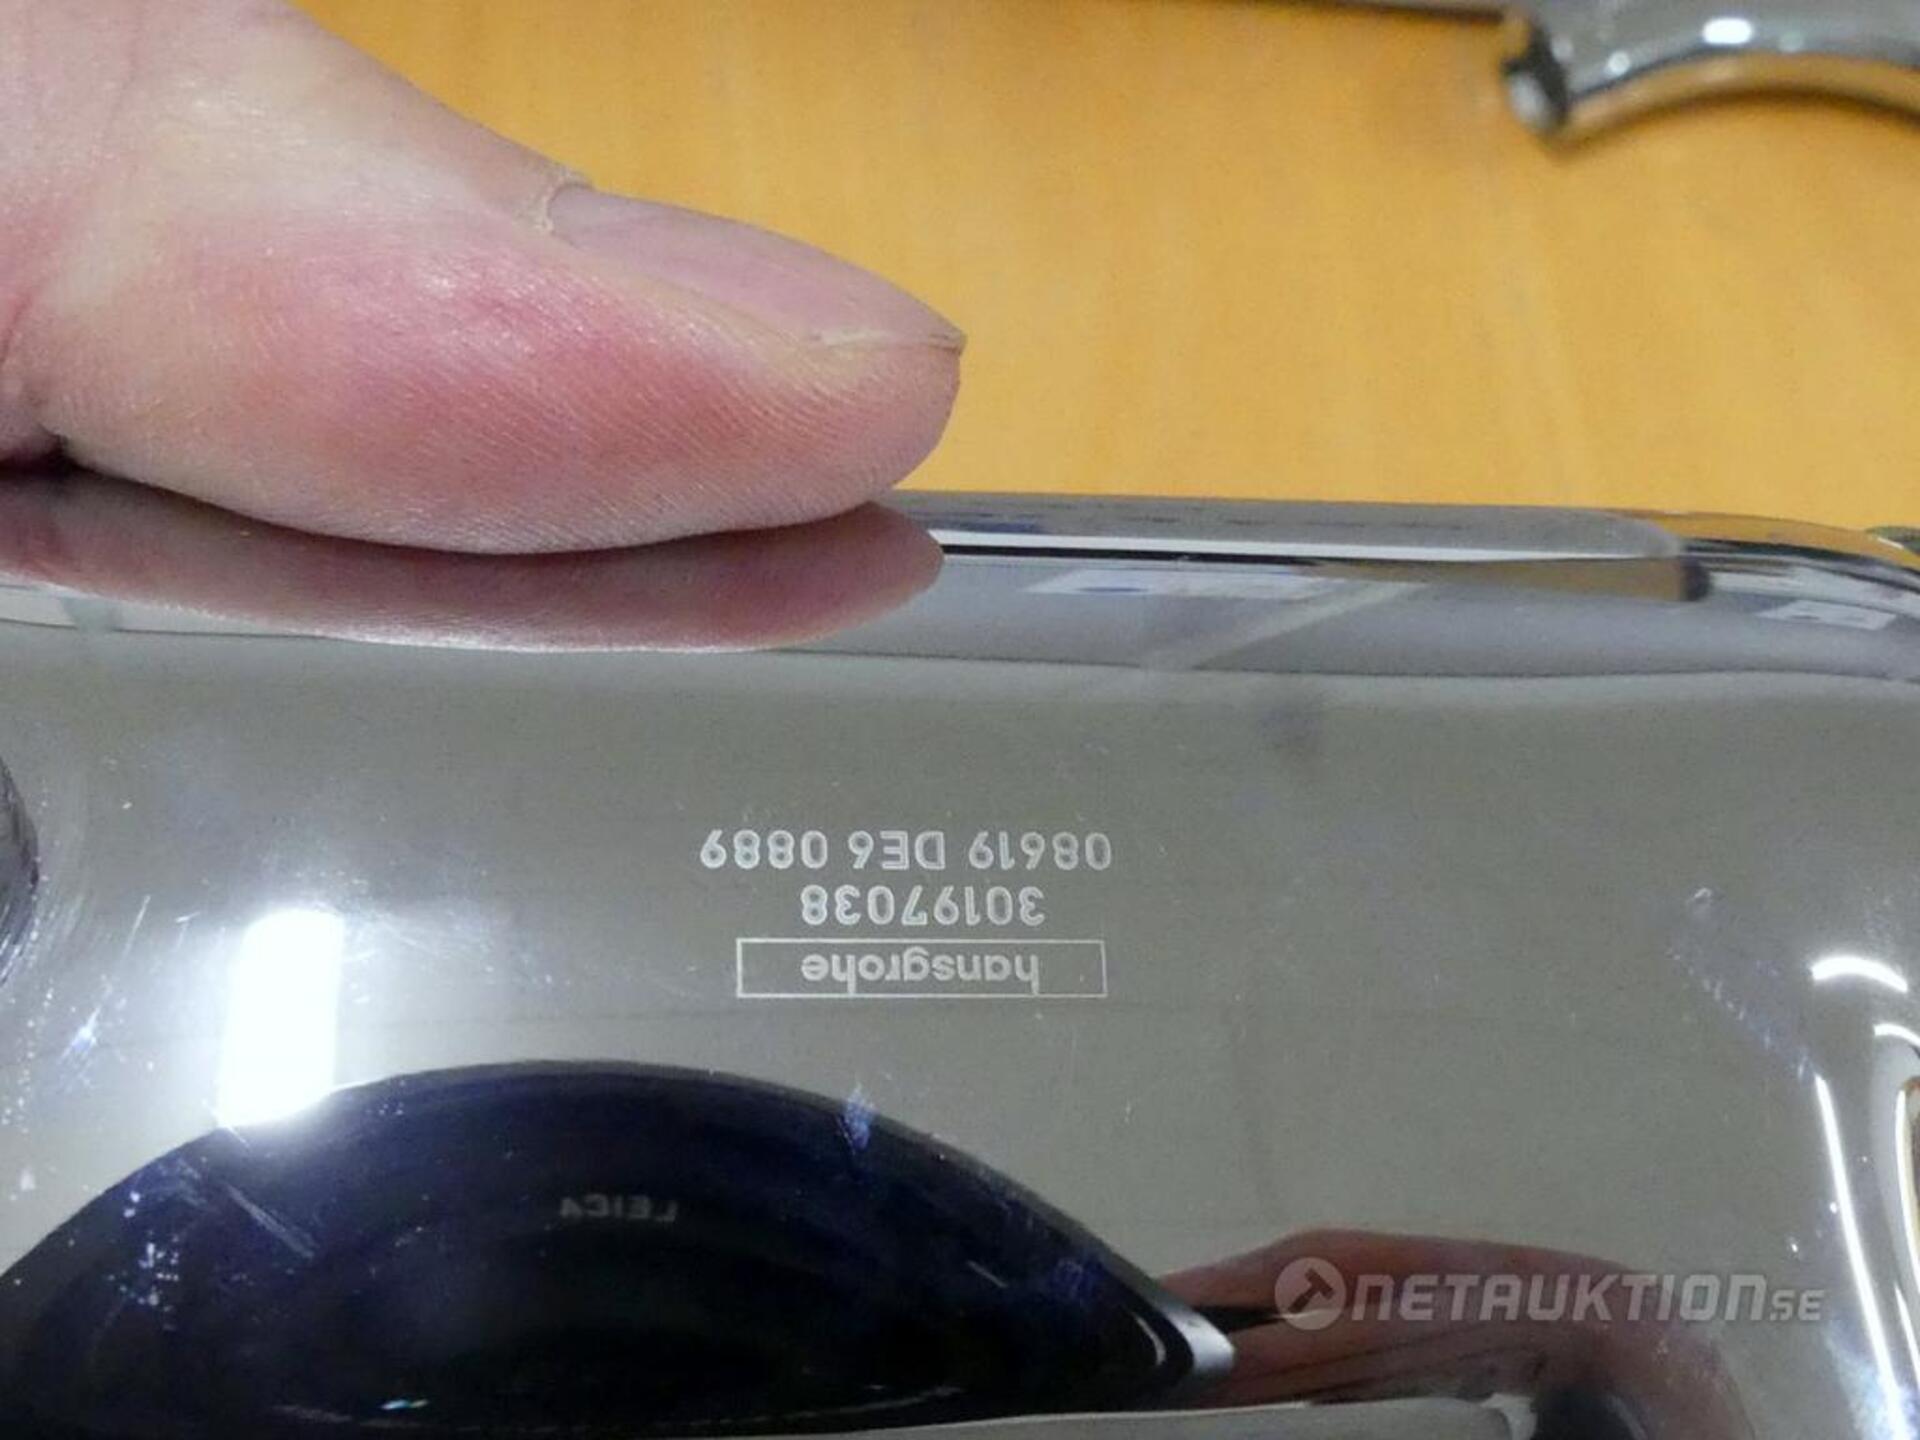 hansgrohe
30197038
08619 DE6 0889
LEICA
NETAUKTION.SE